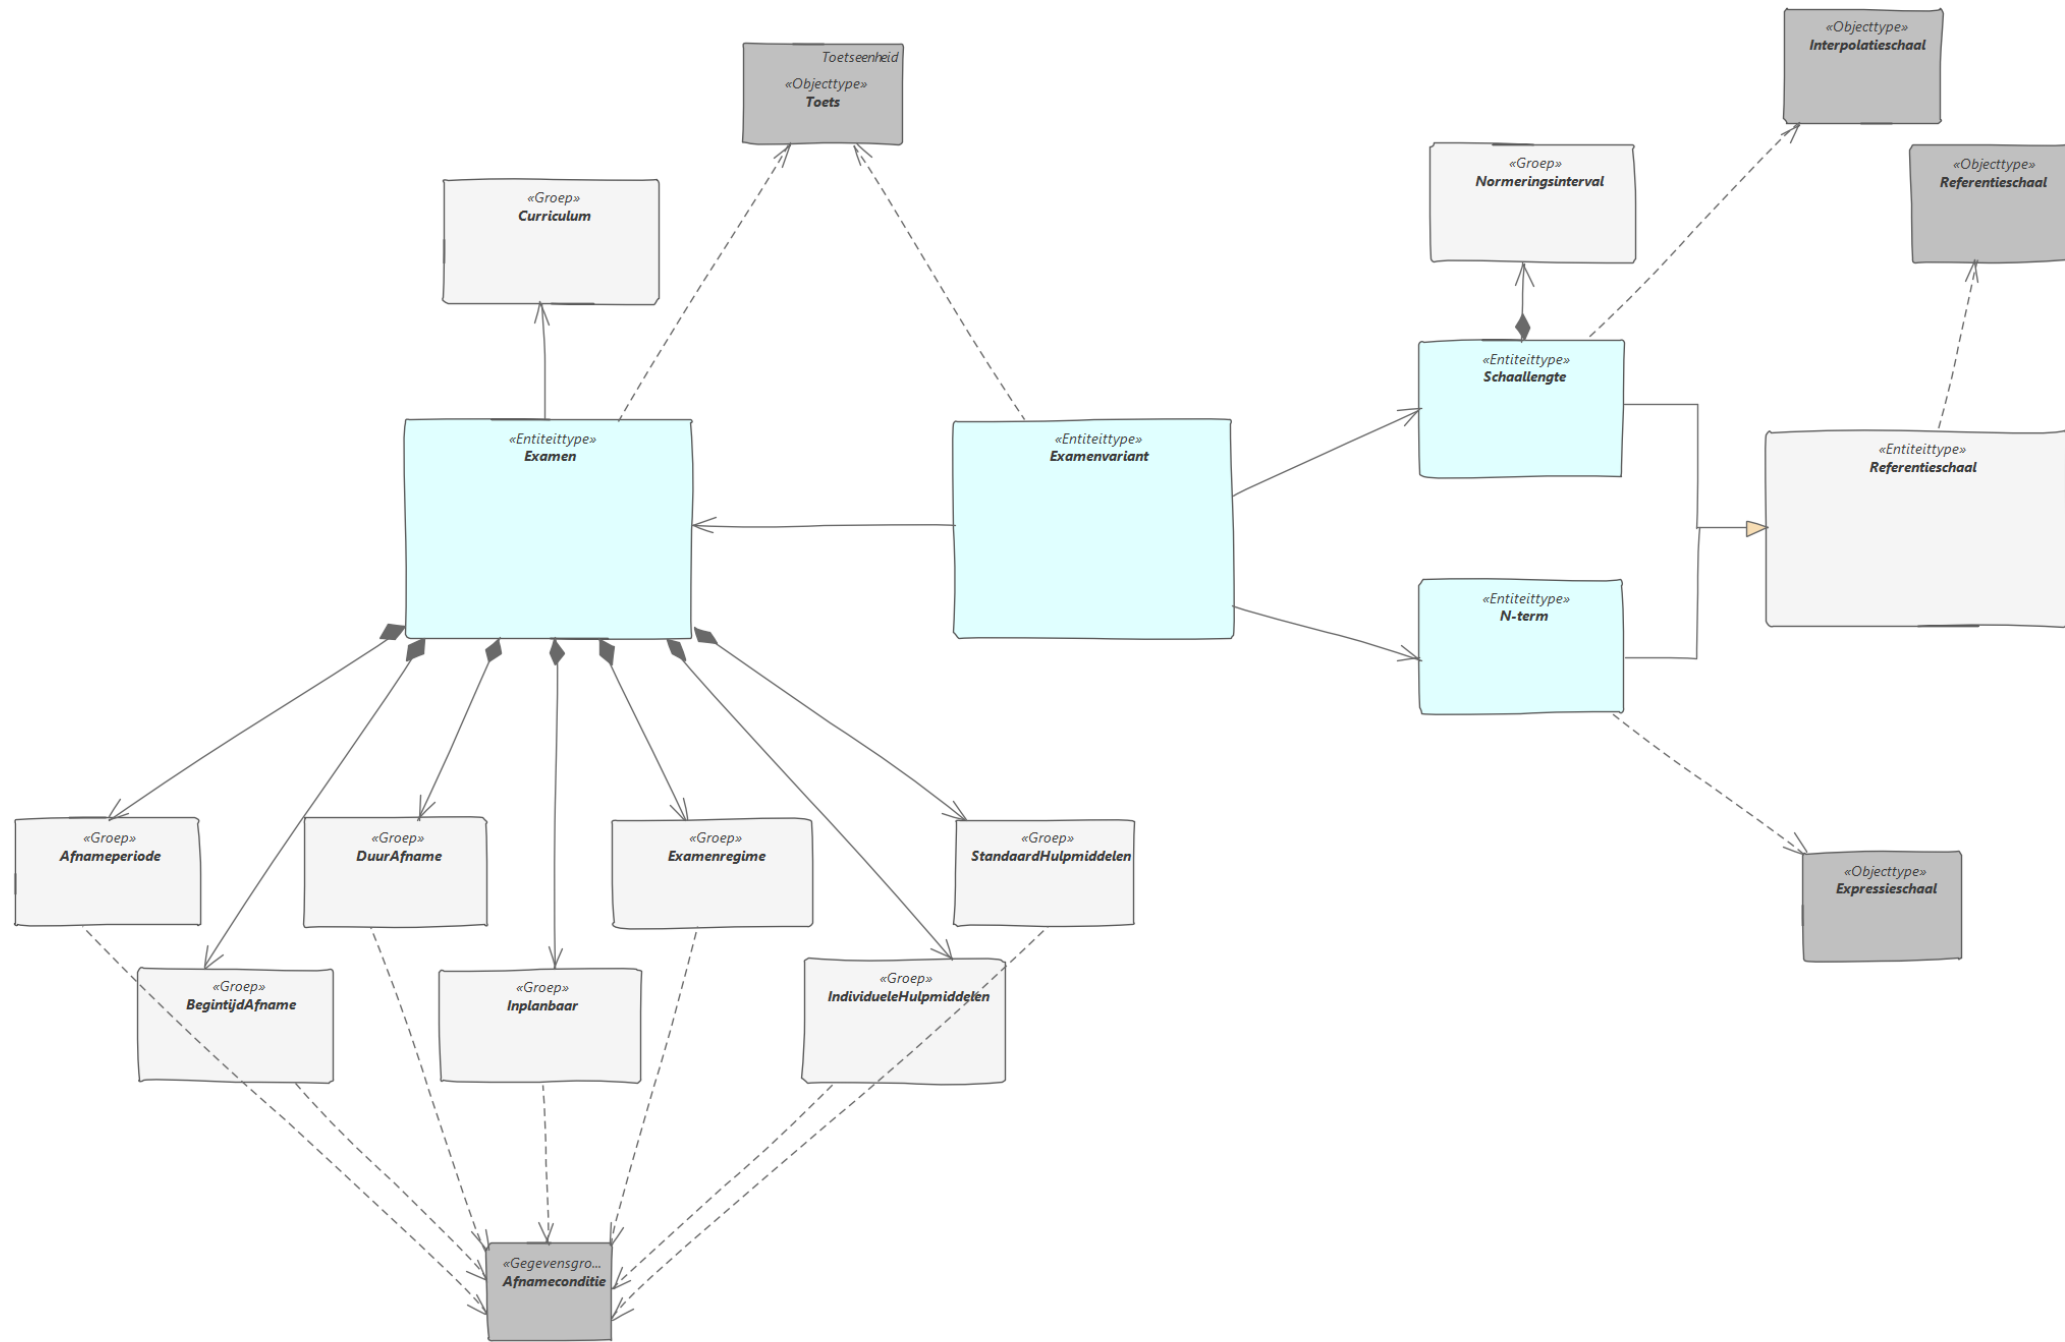 «Objecttype»
Interpolatieschaal
Toetseenheid
«Objecttype»
Toets
«Groep»
Normeringsinterval
«Objecttype»
Referentieschaal
«Groep»
Curriculum
«Entiteittype»
Schaallengte
«Entiteittype»
Examen
«Entiteittype»
Examenvariant
«Entiteittype»
Referentieschaal
«Entiteittype»
N-term
«Groep»
Afnameperiode
«Groep»
DuurAfname
«Groep»
Examenregime
«Groep»
StandaardHulpmiddelen
«Objecttype»
Expressieschaal
«Groep»
BegintijdAfname
«Groep»
Inplanbaar
«Groep»
IndividueleHulpmiddelen
«Gegevensgro...
Afnameconditie